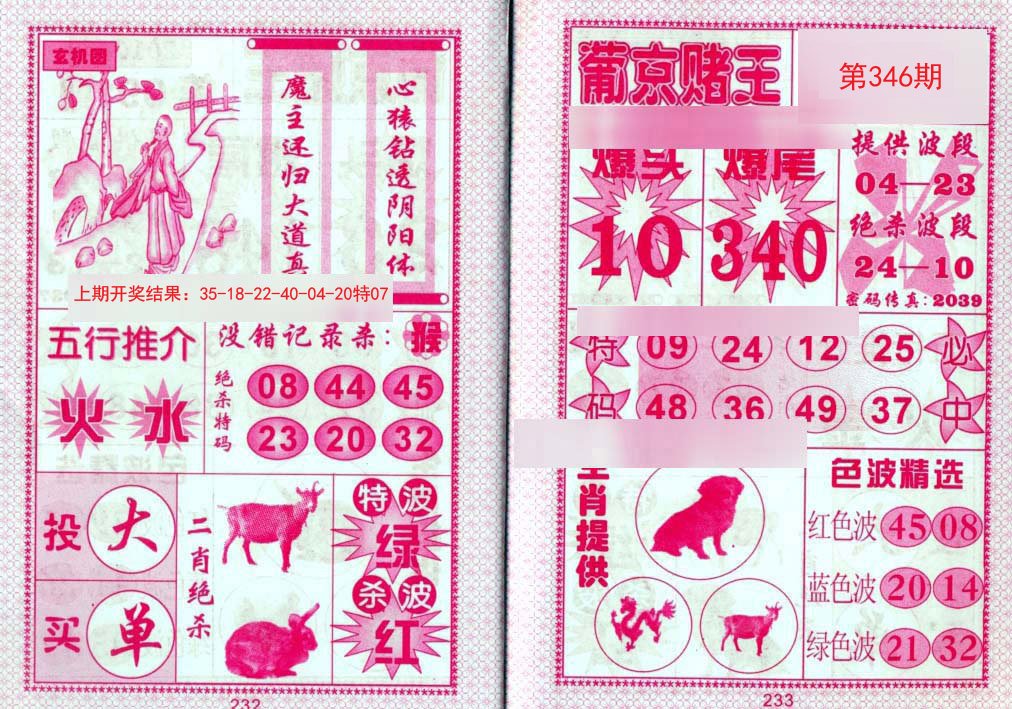 玄机图
魔主还归大道真
心猿钻透阴阳体
上期开奖结果：35-18-22-40-04-20特07
五行推介
火 水
没错记录杀：猴
绝杀特码
08 44 45
23 20 32
投 大
买 单
二肖绝杀
特波
绿
杀波
红
232
葡京赌王
第346期
爆头
10
爆尾
340
提供波段
04—23
绝杀波段
24—10
密码传真:2039
特码
09 24 12 25
48 36 49 37
必中
生肖提供
色波精选
红色波 45 08
蓝色波 20 14
绿色波 21 32
233